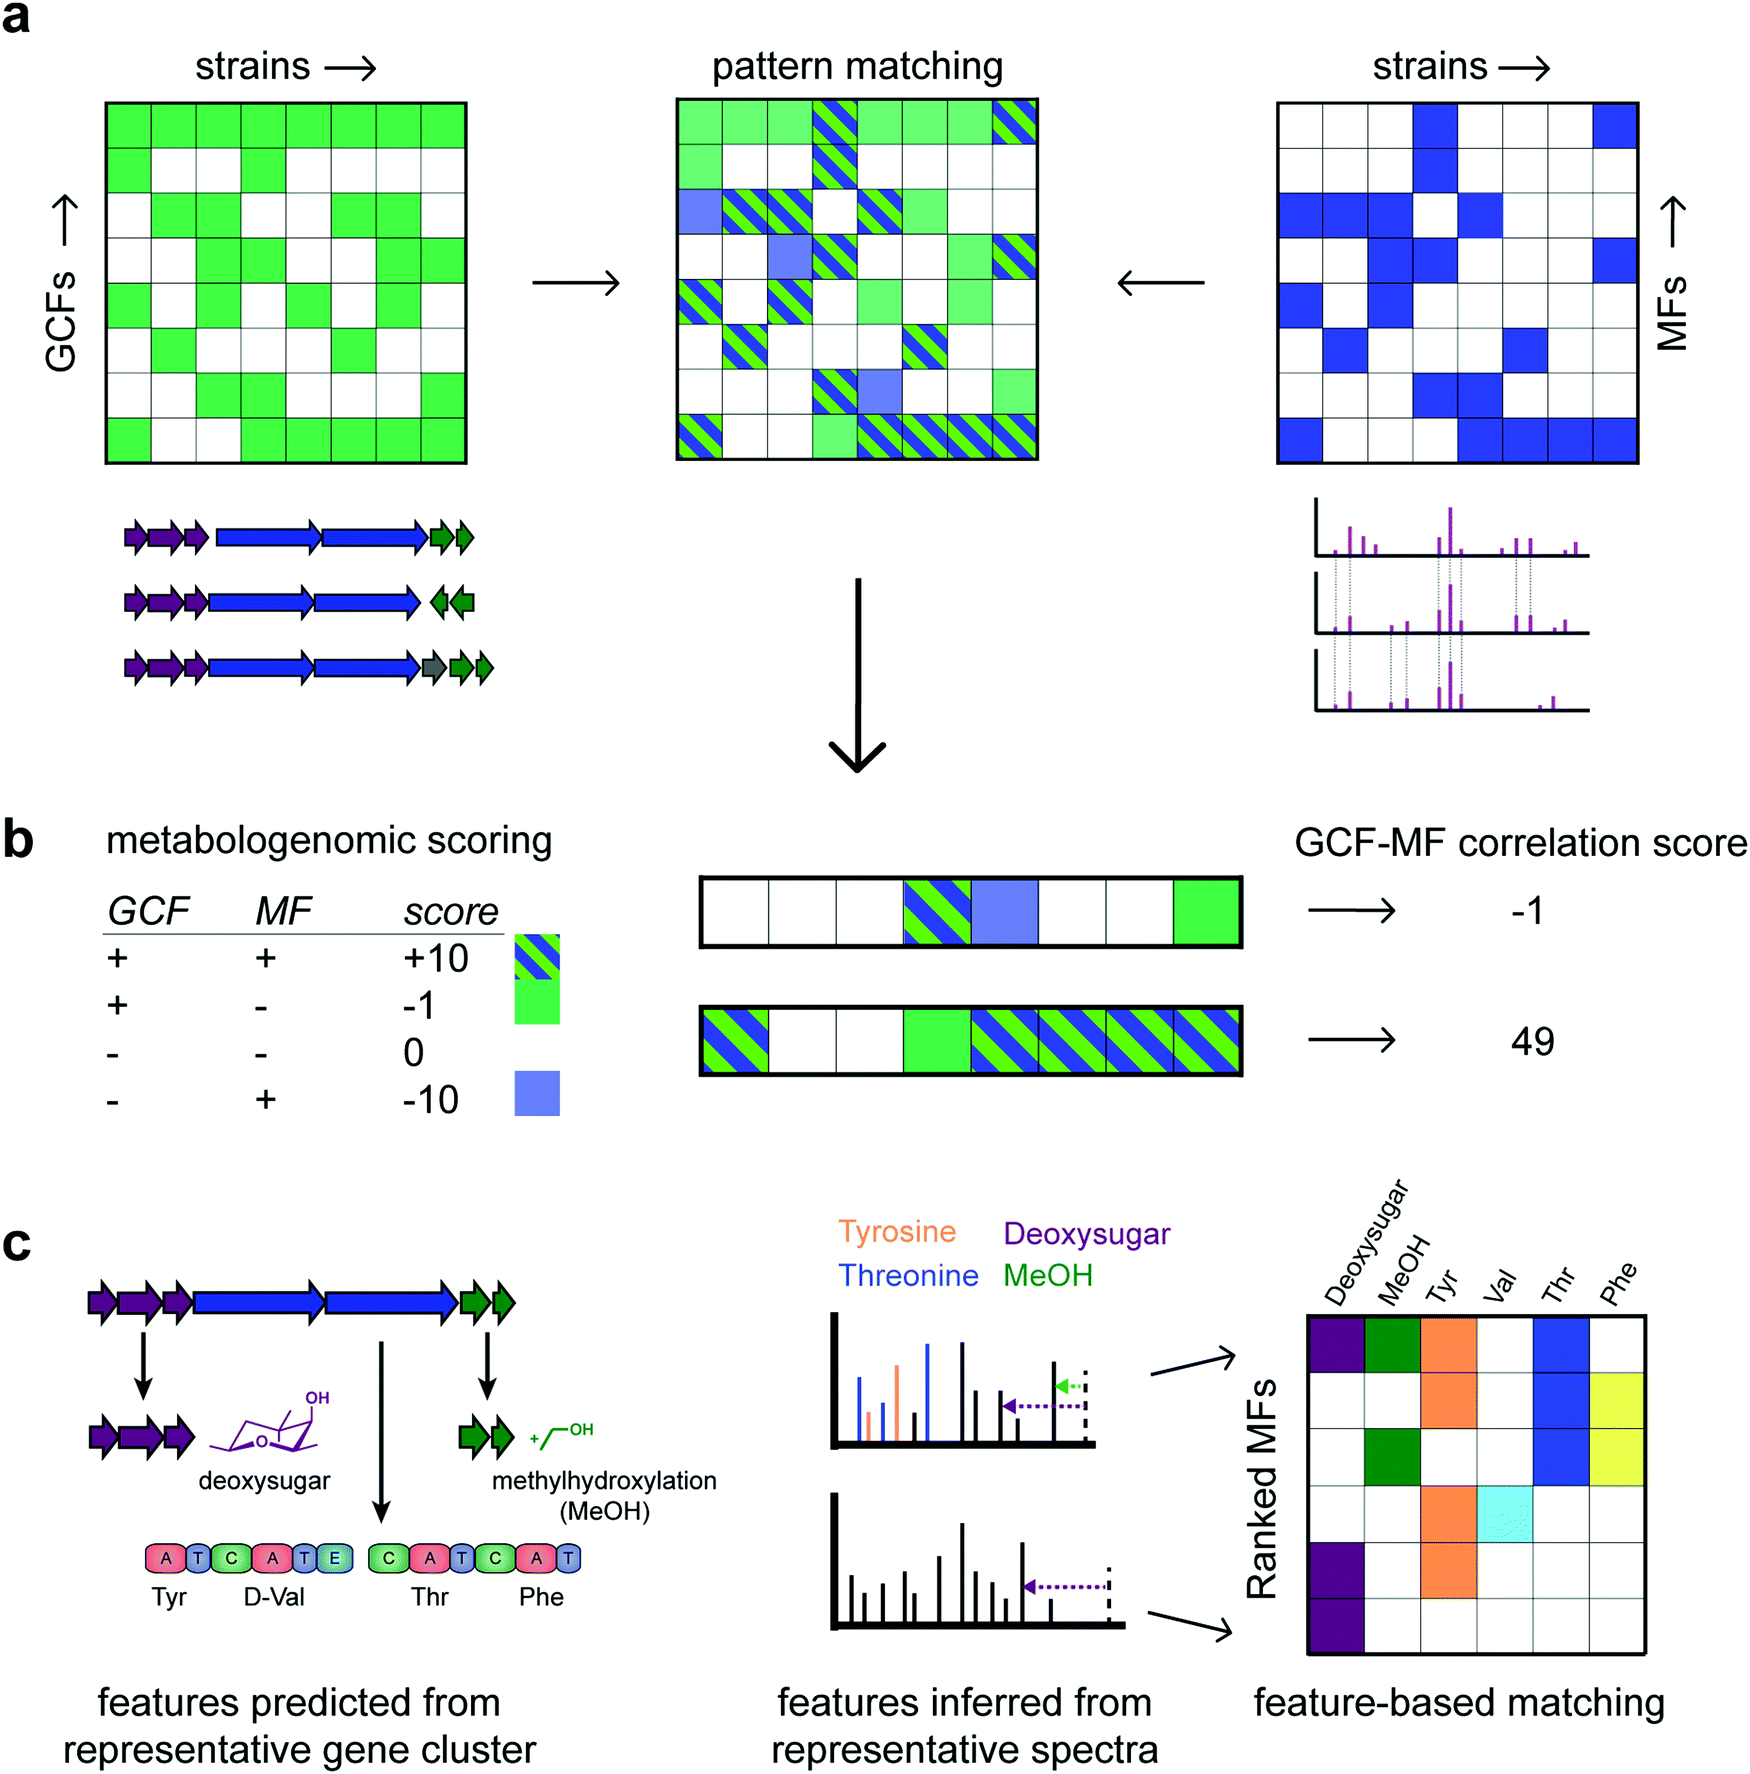 a
strains
pattern matching
strains
GCFs
MFs
b
metabologenomic scoring
GCF-MF correlation score
GCF MF score
+ + +10
+ - -1
- - 0
- + -10
-1
49
c
Tyrosine Deoxysugar
Threonine MeOH
Deoxysugar
MeOH
Tyr
Val
Thr
Phe
OH
O
deoxysugar
+ OH
methylhydroxylation
(MeOH)
A T C A T E C A T C A T
Tyr D-Val Thr Phe
Ranked MFs
features predicted from
representative gene cluster
features inferred from
representative spectra
feature-based matching